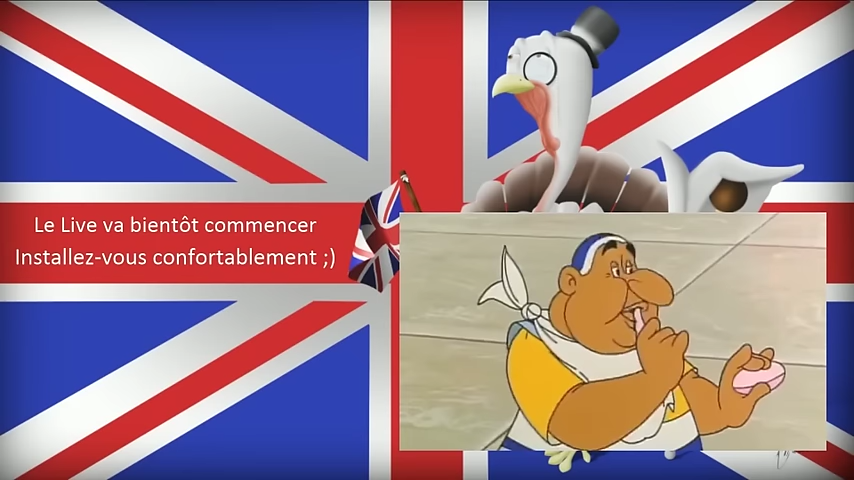 Le Live va bientôt commencer
Installez-vous confortablement ;)